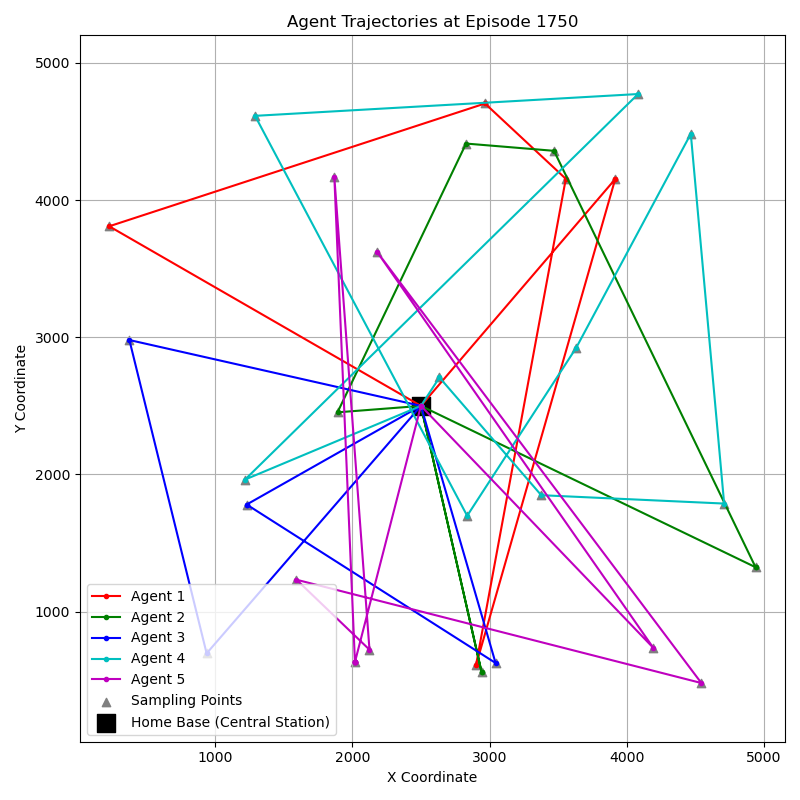 Agent Trajectories at Episode 1750
Y Coordinate
5000
4000
3000
2000
1000
Agent 1
Agent 2
Agent 3
Agent 4
Agent 5
Sampling Points
Home Base (Central Station)
1000 2000 3000 4000 5000
X Coordinate